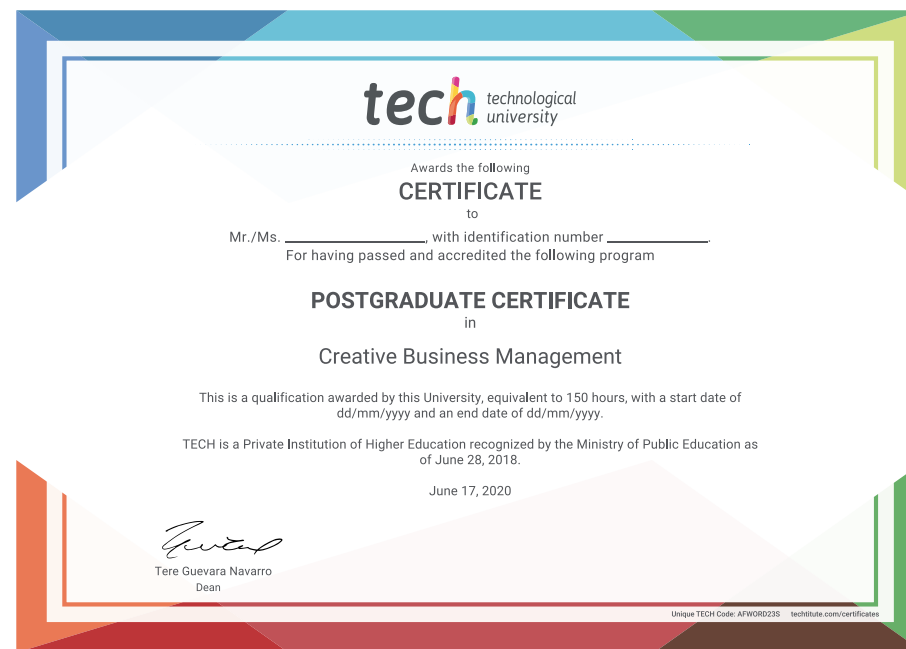 tech technological
university
Awards the following
CERTIFICATE
to
Mr./Ms. ____________________, with identification number ______________.
For having passed and accredited the following program
POSTGRADUATE CERTIFICATE
in
Creative Business Management
This is a qualification awarded by this University, equivalent to 150 hours, with a start date of
dd/mm/yyyy and an end date of dd/mm/yyyy.
TECH is a Private Institution of Higher Education recognized by the Ministry of Public Education as
of June 28, 2018.
June 17, 2020
Tere Guevara Navarro
Dean
Unique TECH Code: AFWORD23S techtitute.com/certificates